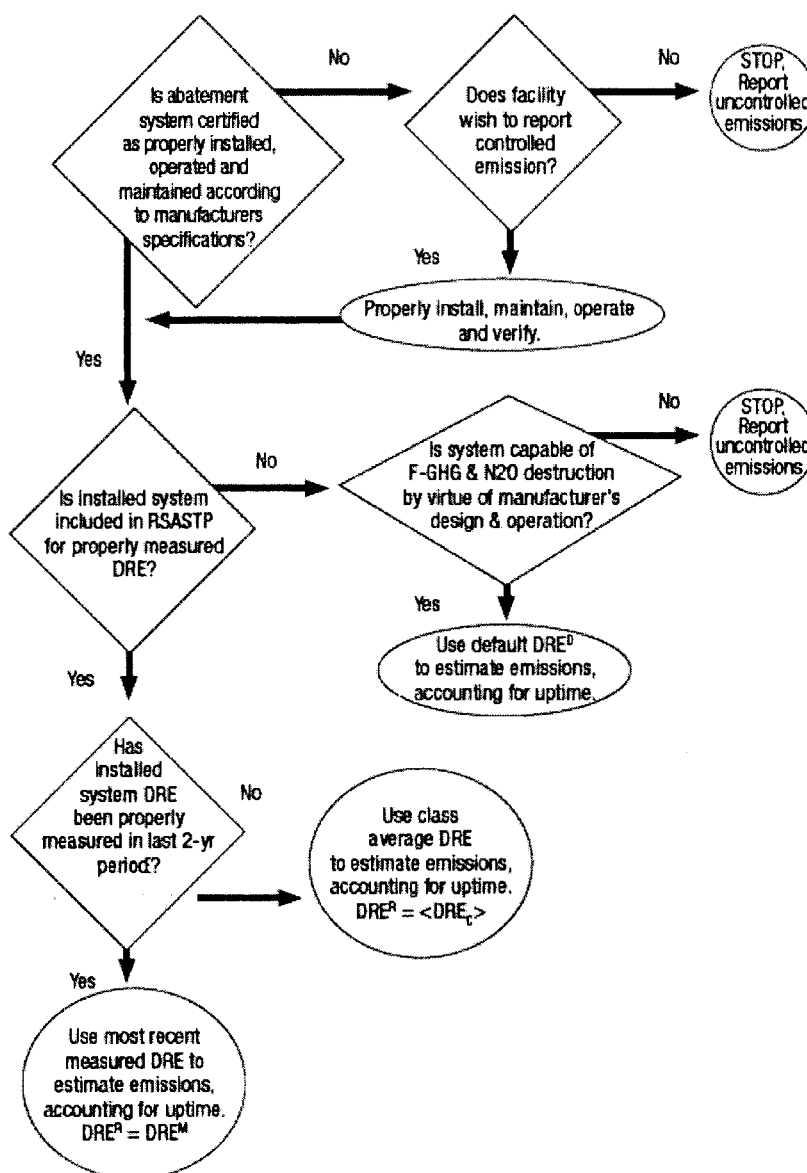 No
No
Is abatement
system certified
as properly installed,
operated and
maintained according
to manufacturers
specifications?
Does facility
wish to report
controlled
emission?
STOP,
Report
uncontrolled
emissions.
Yes
Properly install, maintain, operate
and verify.
Yes
No
No
STOP,
Report
uncontrolled
emissions.
Is installed system
included in RSASTP
for properly measured
DRE?
Is system capable of
F-GHG & N2O destruction
by virtue of manufacturer's
design & operation?
Yes
Use default DREᴰ
to estimate emissions,
accounting for uptime.
Yes
Has
installed
system DRE
been properly
measured in last 2-yr
period?
No
Use class
average DRE
to estimate emissions,
accounting for uptime.
DREᴿ = <DRE_C>
Yes
Use most recent
measured DRE to
estimate emissions,
accounting for uptime.
DREᴿ = DREᴹ